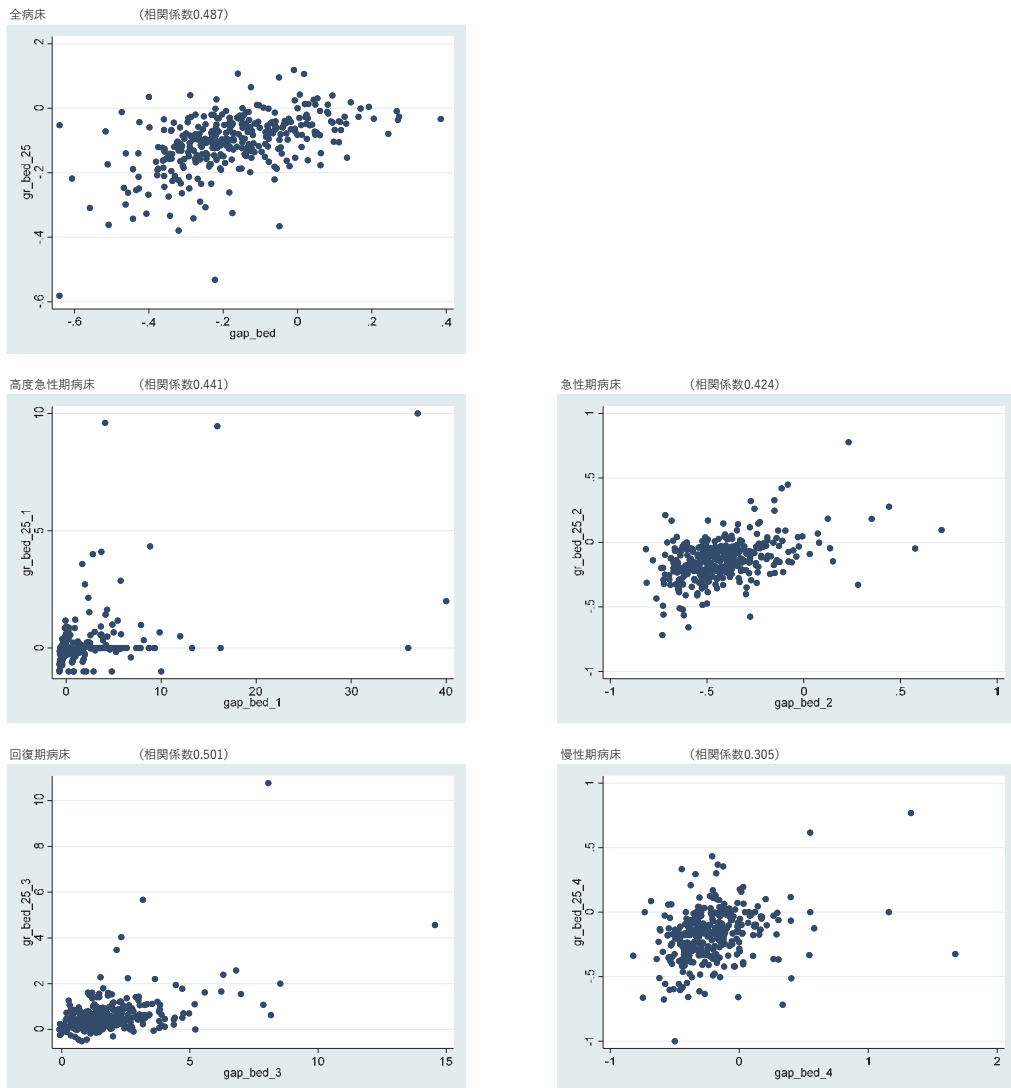 全病床 （相関係数0.487）
.2
0
-.2
-.4
-.6
gr_bed_25
-.6 -.4 -.2 0 .2 .4
gap_bed
高度急性期病床 （相関係数0.441）
10
5
0
gr_bed_25_1
0 10 20 30 40
gap_bed_1
急性期病床 （相関係数0.424）
1
.5
0
-.5
-1
gr_bed_25_2
-1 -.5 0 .5 1
gap_bed_2
回復期病床 （相関係数0.501）
10
8
6
4
2
0
gr_bed_25_3
0 5 10 15
gap_bed_3
慢性期病床 （相関係数0.305）
1
.5
0
-.5
-1
gr_bed_25_4
-1 0 1 2
gap_bed_4